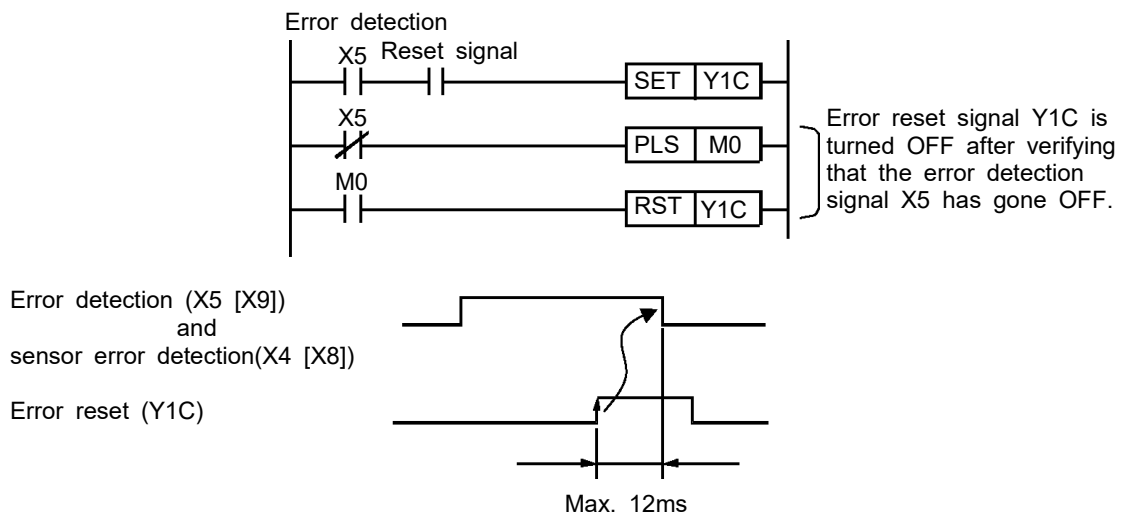 Error detection
X5 Reset signal
SET Y1C
X5
PLS M0
M0
RST Y1C
Error reset signal Y1C is
turned OFF after verifying
that the error detection
signal X5 has gone OFF.
Error detection (X5 [X9])
and
sensor error detection(X4 [X8])
Error reset (Y1C)
Max. 12ms